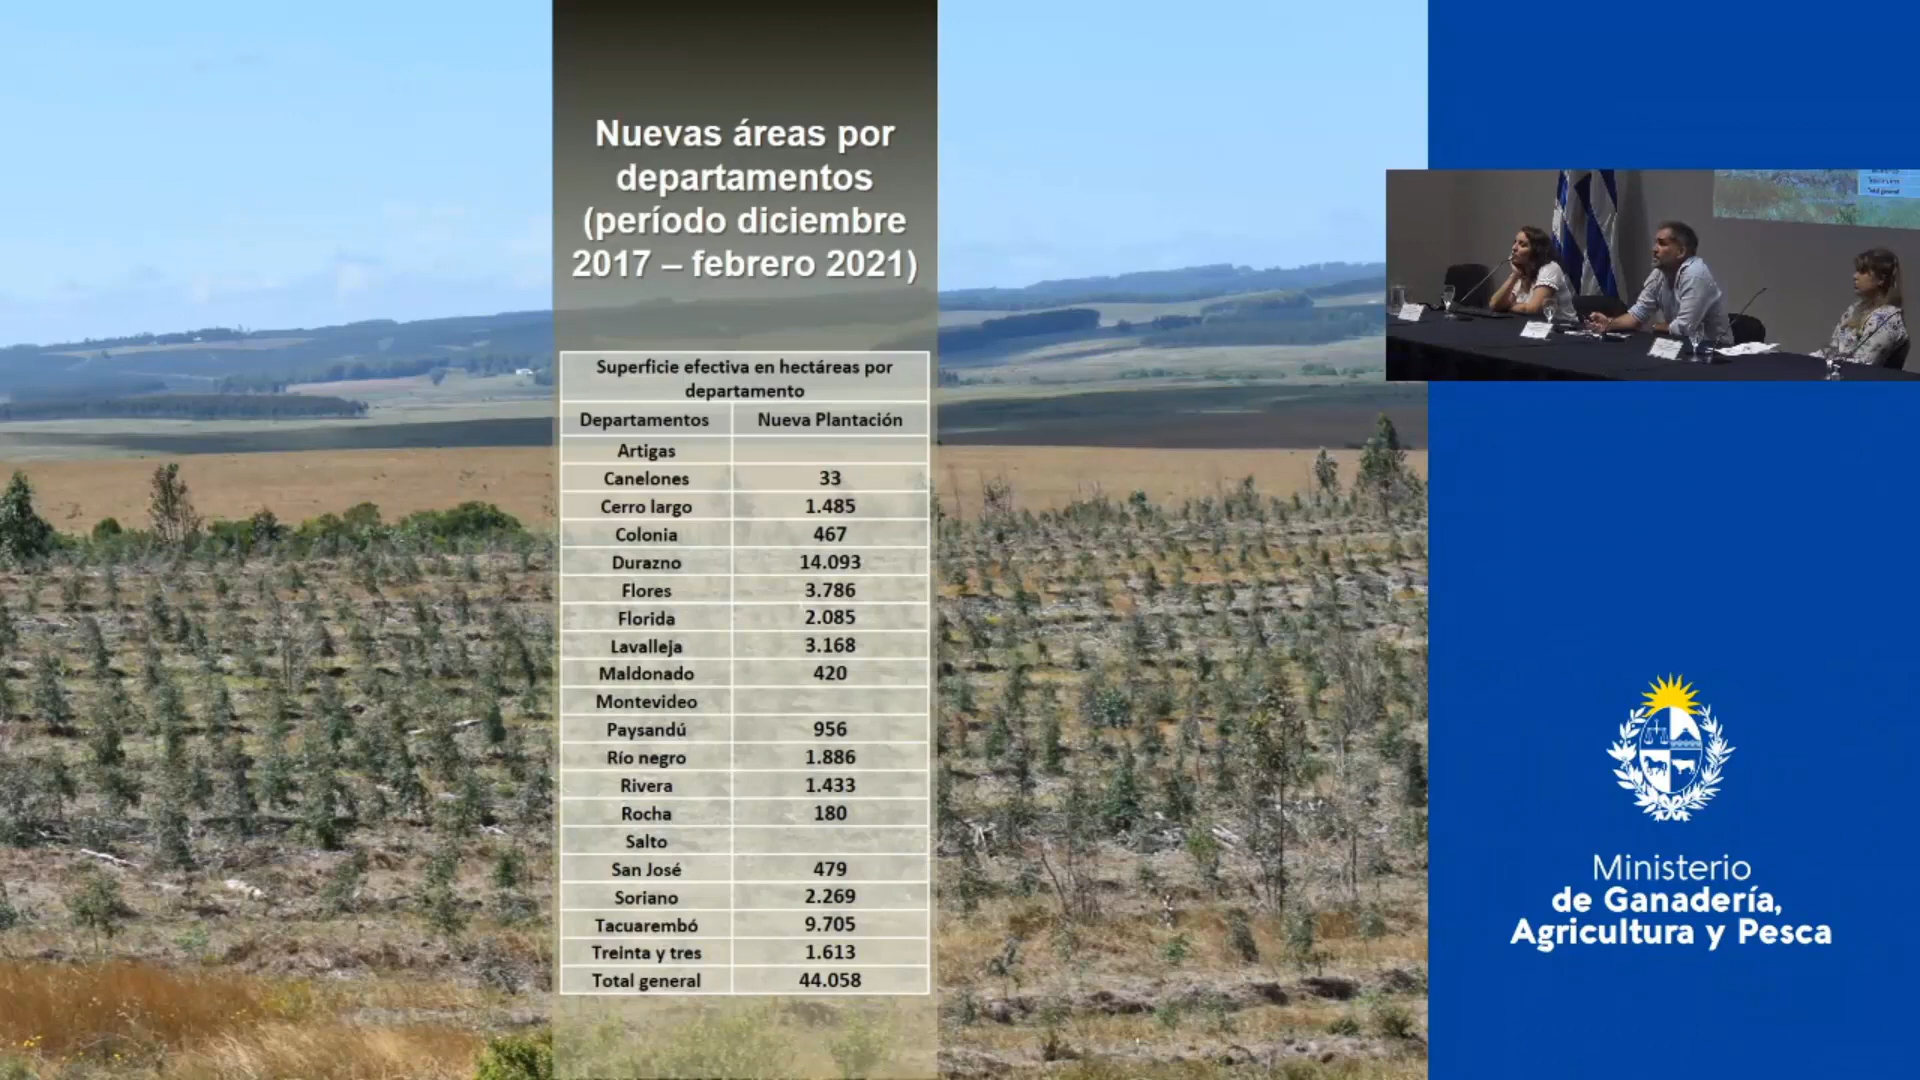 Nuevas áreas por
departamentos
(período diciembre
2017 – febrero 2021)
Superficie efectiva en hectáreas por
departamento
Departamentos Nueva Plantación
Artigas
Canelones 33
Cerro largo 1.485
Colonia 467
Durazno 14.093
Flores 3.786
Florida 2.085
Lavalleja 3.168
Maldonado 420
Montevideo
Paysandú 956
Río negro 1.886
Rivera 1.433
Rocha 180
Salto
San José 479
Soriano 2.269
Tacuarembó 9.705
Treinta y tres 1.613
Total general 44.058
Ministerio
de Ganadería,
Agricultura y Pesca